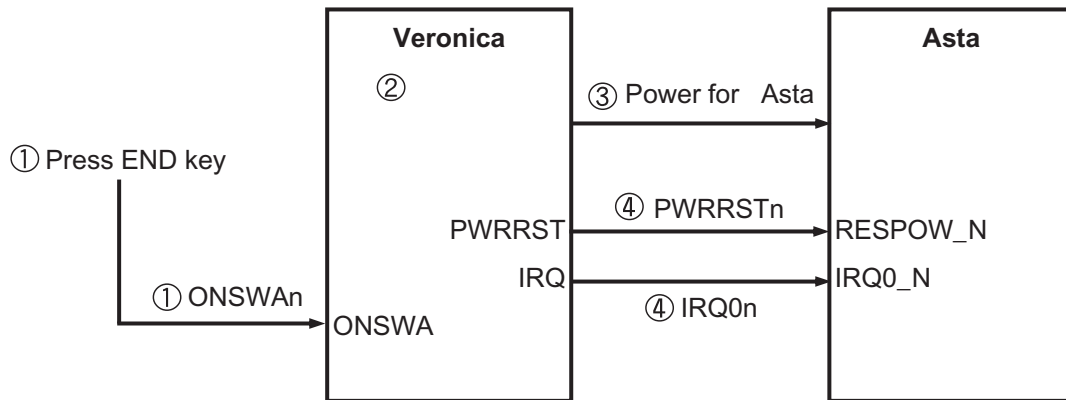 Veronica
Asta
②
③ Power for Asta
① Press END key
④ PWRRSTn
PWRRST
RESPOW_N
IRQ
IRQ0_N
① ONSWAn
④ IRQ0n
ONSWA